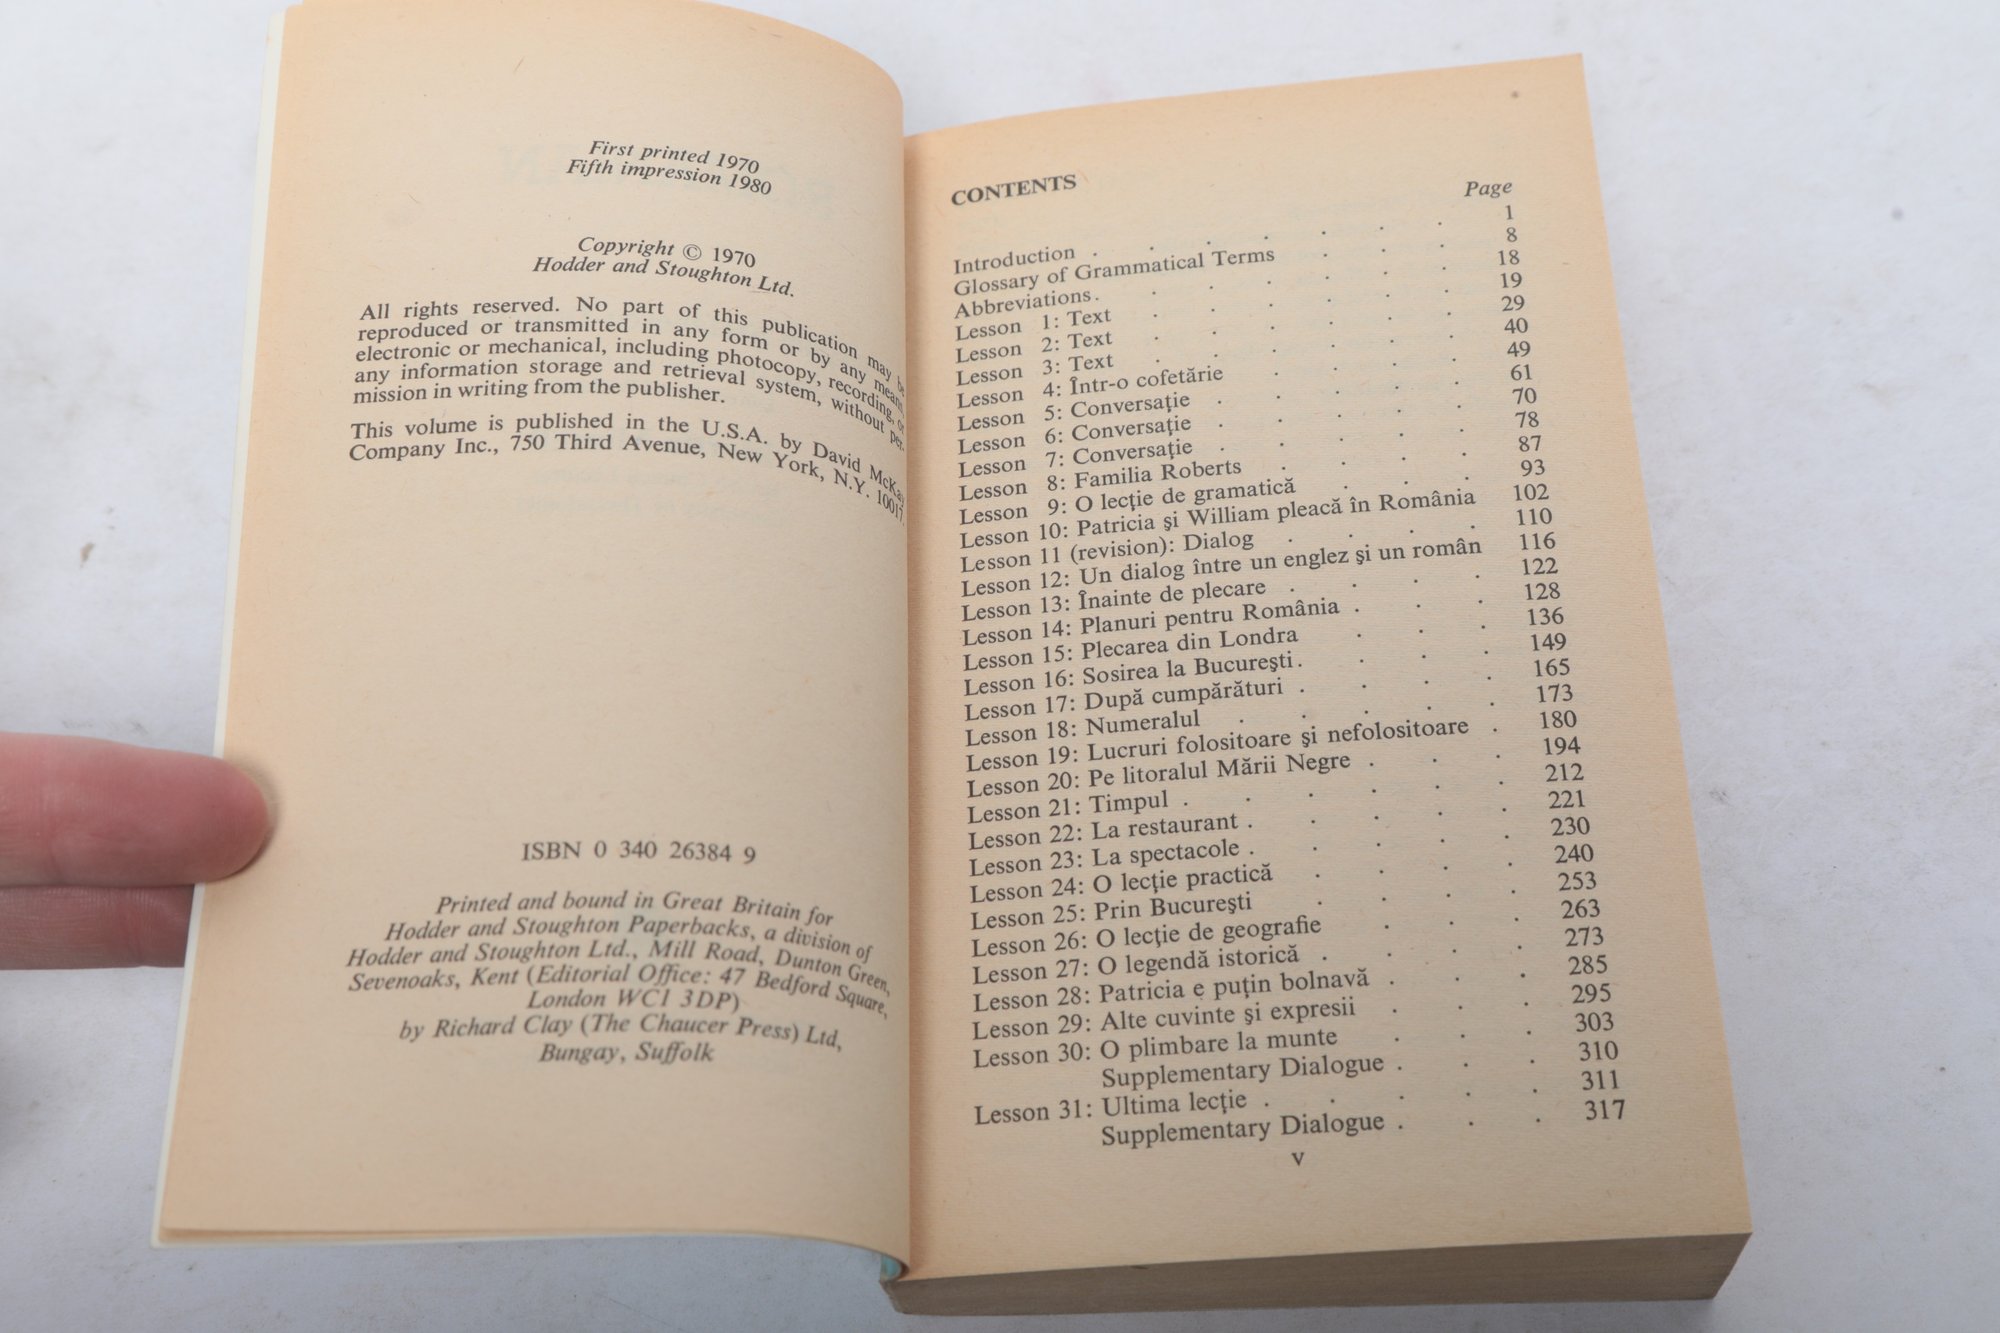 First printed 1970
Fifth impression 1980
Copyright © 1970
Hodder and Stoughton Ltd.
All rights reserved. No part of this publication may be
reproduced or transmitted in any form or by any means,
electronic or mechanical, including photocopy, recording, or
any information storage and retrieval system, without per-
mission in writing from the publisher.
This volume is published in the U.S.A. by David McKay
Company Inc., 750 Third Avenue, New York, N.Y. 10017.
ISBN 0 340 26384 9
Printed and bound in Great Britain for
Hodder and Stoughton Paperbacks, a division of
Hodder and Stoughton Ltd., Mill Road, Dunton Green,
Sevenoaks, Kent (Editorial Office: 47 Bedford Square,
London WC1 3DP)
by Richard Clay (The Chaucer Press) Ltd,
Bungay, Suffolk
CONTENTS
Page
Introduction . . . . . . . 1
Glossary of Grammatical Terms . . . 8
Abbreviations . . . . . . . 18
Lesson 1: Text . . . . . . 19
Lesson 2: Text . . . . . . 29
Lesson 3: Text . . . . . . 40
Lesson 4: Într-o cofetărie . . . . 49
Lesson 5: Conversaţie . . . . . 61
Lesson 6: Conversaţie . . . . . 70
Lesson 7: Conversaţie . . . . . 78
Lesson 8: Familia Roberts . . . . 87
Lesson 9: O lecţie de gramatică . . . 93
Lesson 10: Patricia şi William pleacă în România 102
Lesson 11 (revision): Dialog . . . . 110
Lesson 12: Un dialog între un englez şi un român 116
Lesson 13: Înainte de plecare . . . . 122
Lesson 14: Planuri pentru România . . . 128
Lesson 15: Plecarea din Londra . . . 136
Lesson 16: Sosirea la Bucureşti . . . . 149
Lesson 17: După cumpărături . . . . 165
Lesson 18: Numeralul . . . . . 173
Lesson 19: Lucruri folositoare şi nefolositoare . 180
Lesson 20: Pe litoralul Mării Negre . . . 194
Lesson 21: Timpul . . . . . . 212
Lesson 22: La restaurant . . . . . 221
Lesson 23: La spectacole . . . . . 230
Lesson 24: O lecţie practică . . . . 240
Lesson 25: Prin Bucureşti . . . . 253
Lesson 26: O lecţie de geografie . . . 263
Lesson 27: O legendă istorică . . . . 273
Lesson 28: Patricia e puţin bolnavă . . . 285
Lesson 29: Alte cuvinte şi expresii . . . 295
Lesson 30: O plimbare la munte . . . 303
Supplementary Dialogue . . . 310
Lesson 31: Ultima lecţie . . . . . 311
Supplementary Dialogue . . . 317
v